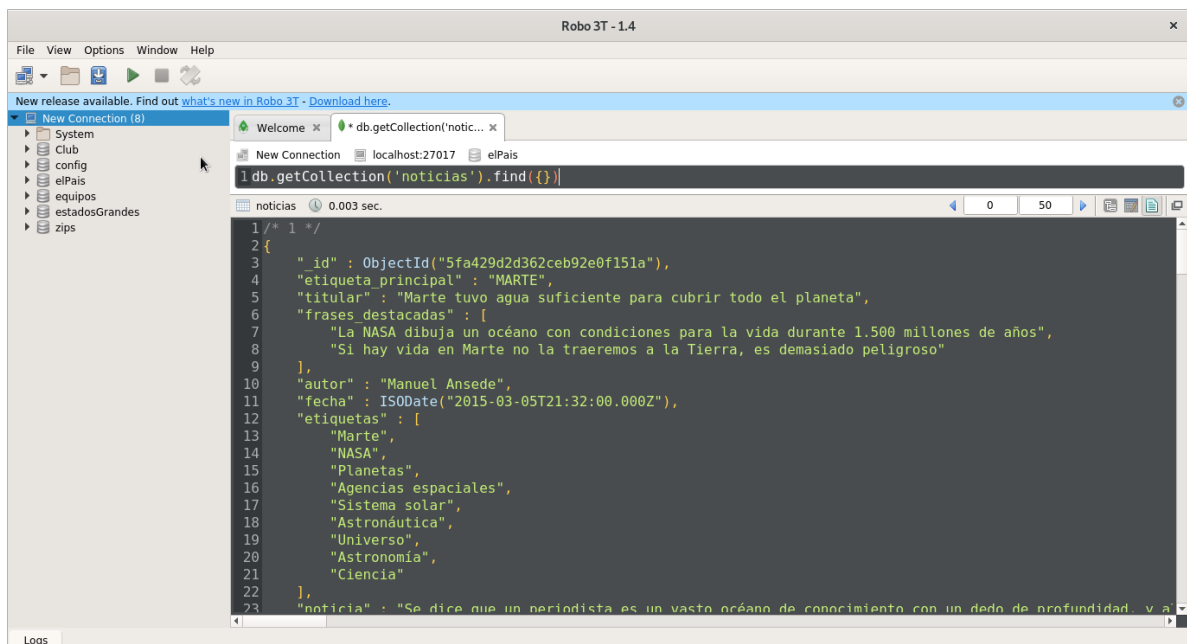 Robo 3T - 1.4
File View Options Window Help
New release available. Find out what's new in Robo 3T - Download here.
New Connection (8)
System
Club
config
elPais
equipos
estadosGrandes
zips
Welcome
* db.getCollection('notic...
New Connection localhost:27017 elPais
1 db.getCollection('noticias').find({})
noticias 0.003 sec.
0 50
1 /* 1 */
2 {
3 "_id" : ObjectId("5fa429d2d362ceb92e0f151a"),
4 "etiqueta_principal" : "MARTE",
5 "titular" : "Marte tuvo agua suficiente para cubrir todo el planeta",
6 "frases_destacadas" : [
7 "La NASA dibuja un océano con condiciones para la vida durante 1.500 millones de años",
8 "Si hay vida en Marte no la traeremos a la Tierra, es demasiado peligroso"
9 ],
10 "autor" : "Manuel Ansede",
11 "fecha" : ISODate("2015-03-05T21:32:00.000Z"),
12 "etiquetas" : [
13 "Marte",
14 "NASA",
15 "Planetas",
16 "Agencias espaciales",
17 "Sistema solar",
18 "Astronáutica",
19 "Universo",
20 "Astronomía",
21 "Ciencia"
22 ],
23 "noticia" : "Se dice que un periodista es un vasto océano de conocimiento con un dedo de profundidad, y a
Logs